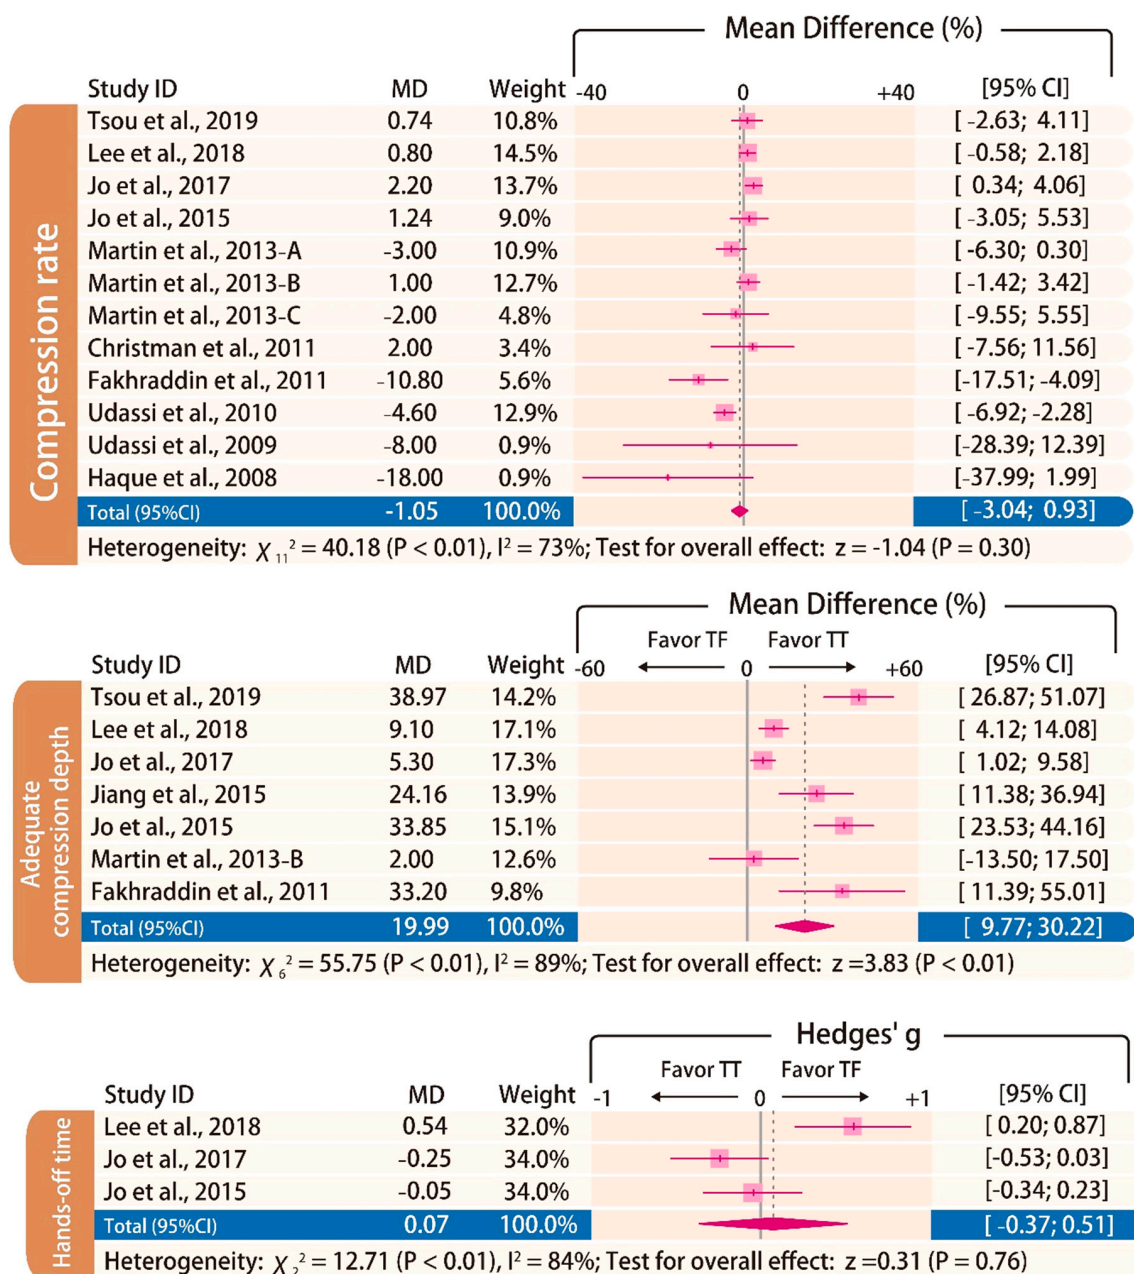 Mean Difference (%)
Study ID MD Weight -40 0 +40 [95% CI]
Compression rate
Tsou et al., 2019 0.74 10.8% [ -2.63; 4.11]
Lee et al., 2018 0.80 14.5% [ -0.58; 2.18]
Jo et al., 2017 2.20 13.7% [ 0.34; 4.06]
Jo et al., 2015 1.24 9.0% [ -3.05; 5.53]
Martin et al., 2013-A -3.00 10.9% [ -6.30; 0.30]
Martin et al., 2013-B 1.00 12.7% [ -1.42; 3.42]
Martin et al., 2013-C -2.00 4.8% [ -9.55; 5.55]
Christman et al., 2011 2.00 3.4% [ -7.56; 11.56]
Fakhraddin et al., 2011 -10.80 5.6% [-17.51; -4.09]
Udassi et al., 2010 -4.60 12.9% [ -6.92; -2.28]
Udassi et al., 2009 -8.00 0.9% [-28.39; 12.39]
Haque et al., 2008 -18.00 0.9% [-37.99; 1.99]
Total (95%CI) -1.05 100.0% [ -3.04; 0.93]
Heterogeneity: χ₁₁² = 40.18 (P < 0.01), I² = 73%; Test for overall effect: z = -1.04 (P = 0.30)
Mean Difference (%)
Favor TF Favor TT
Study ID MD Weight -60 0 +60 [95% CI]
Adequate
compression depth
Tsou et al., 2019 38.97 14.2% [ 26.87; 51.07]
Lee et al., 2018 9.10 17.1% [ 4.12; 14.08]
Jo et al., 2017 5.30 17.3% [ 1.02; 9.58]
Jiang et al., 2015 24.16 13.9% [ 11.38; 36.94]
Jo et al., 2015 33.85 15.1% [ 23.53; 44.16]
Martin et al., 2013-B 2.00 12.6% [-13.50; 17.50]
Fakhraddin et al., 2011 33.20 9.8% [ 11.39; 55.01]
Total (95%CI) 19.99 100.0% [ 9.77; 30.22]
Heterogeneity: χ₆² = 55.75 (P < 0.01), I² = 89%; Test for overall effect: z =3.83 (P < 0.01)
Hedges' g
Favor TT Favor TF
Study ID MD Weight -1 0 +1 [95% CI]
Hands-off time
Lee et al., 2018 0.54 32.0% [ 0.20; 0.87]
Jo et al., 2017 -0.25 34.0% [-0.53; 0.03]
Jo et al., 2015 -0.05 34.0% [-0.34; 0.23]
Total (95%CI) 0.07 100.0% [ -0.37; 0.51]
Heterogeneity: χ₂² = 12.71 (P < 0.01), I² = 84%; Test for overall effect: z =0.31 (P = 0.76)